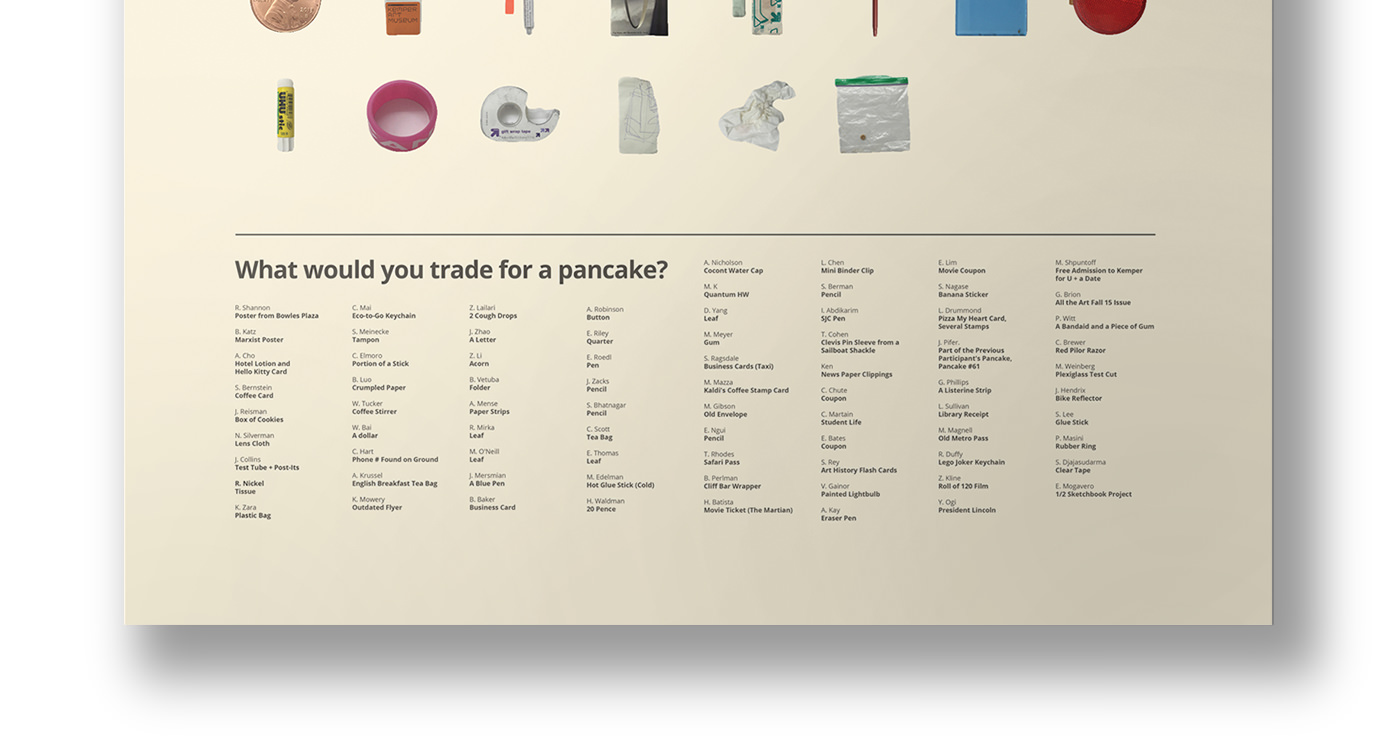 KEMPER
ART
MUSEUM
UHU stic
gift wrap tape
What would you trade for a pancake?
R. Shannon
Poster from Bowles Plaza
B. Katz
Marxist Poster
A. Cho
Hotel Lotion and
Hello Kitty Card
S. Bernstein
Coffee Card
J. Reisman
Box of Cookies
N. Silverman
Lens Cloth
J. Collins
Test Tube + Post-Its
R. Nickel
Tissue
K. Zara
Plastic Bag
C. Mai
Eco-to-Go Keychain
S. Meinecke
Tampon
C. Elmoro
Portion of a Stick
B. Luo
Crumpled Paper
W. Tucker
Coffee Stirrer
W. Bai
A dollar
C. Hart
Phone # Found on Ground
A. Krussel
English Breakfast Tea Bag
K. Mowery
Outdated Flyer
Z. Lailari
2 Cough Drops
J. Zhao
A Letter
Z. Li
Acorn
B. Vetuba
Folder
A. Mense
Paper Strips
R. Mirka
Leaf
M. O'Neill
Leaf
J. Mersmian
A Blue Pen
B. Baker
Business Card
A. Robinson
Button
E. Riley
Quarter
E. Roedl
Pen
J. Zacks
Pencil
S. Bhatnagar
Pencil
C. Scott
Tea Bag
E. Thomas
Leaf
M. Edelman
Hot Glue Stick (Cold)
H. Waldman
20 Pence
A. Nicholson
Cocont Water Cap
M. K
Quantum HW
D. Yang
Leaf
M. Meyer
Gum
S. Ragsdale
Business Cards (Taxi)
M. Mazza
Kaldi's Coffee Stamp Card
M. Gibson
Old Envelope
E. Ngui
Pencil
T. Rhodes
Safari Pass
B. Perlman
Cliff Bar Wrapper
H. Batista
Movie Ticket (The Martian)
L. Chen
Mini Binder Clip
S. Berman
Pencil
I. Abdikarim
SJC Pen
T. Cohen
Clevis Pin Sleeve from a
Sailboat Shackle
Ken
News Paper Clippings
C. Chute
Coupon
C. Martain
Student Life
E. Bates
Coupon
S. Rey
Art History Flash Cards
V. Gainor
Painted Lightbulb
A. Kay
Eraser Pen
E. Lim
Movie Coupon
S. Nagase
Banana Sticker
L. Drummond
Pizza My Heart Card,
Several Stamps
J. Pifer.
Part of the Previous
Participant's Pancake,
Pancake #61
G. Phillips
A Listerine Strip
L. Sullivan
Library Receipt
M. Magnell
Old Metro Pass
R. Duffy
Lego Joker Keychain
Z. Kline
Roll of 120 Film
Y. Ogi
President Lincoln
M. Shpuntoff
Free Admission to Kemper
for U + a Date
G. Brion
All the Art Fall 15 Issue
P. Witt
A Bandaid and a Piece of Gum
C. Brewer
Red Pilor Razor
M. Weinberg
Plexiglass Test Cut
J. Hendrix
Bike Reflector
S. Lee
Glue Stick
P. Masini
Rubber Ring
S. Djajasudarma
Clear Tape
E. Mogavero
1/2 Sketchbook Project